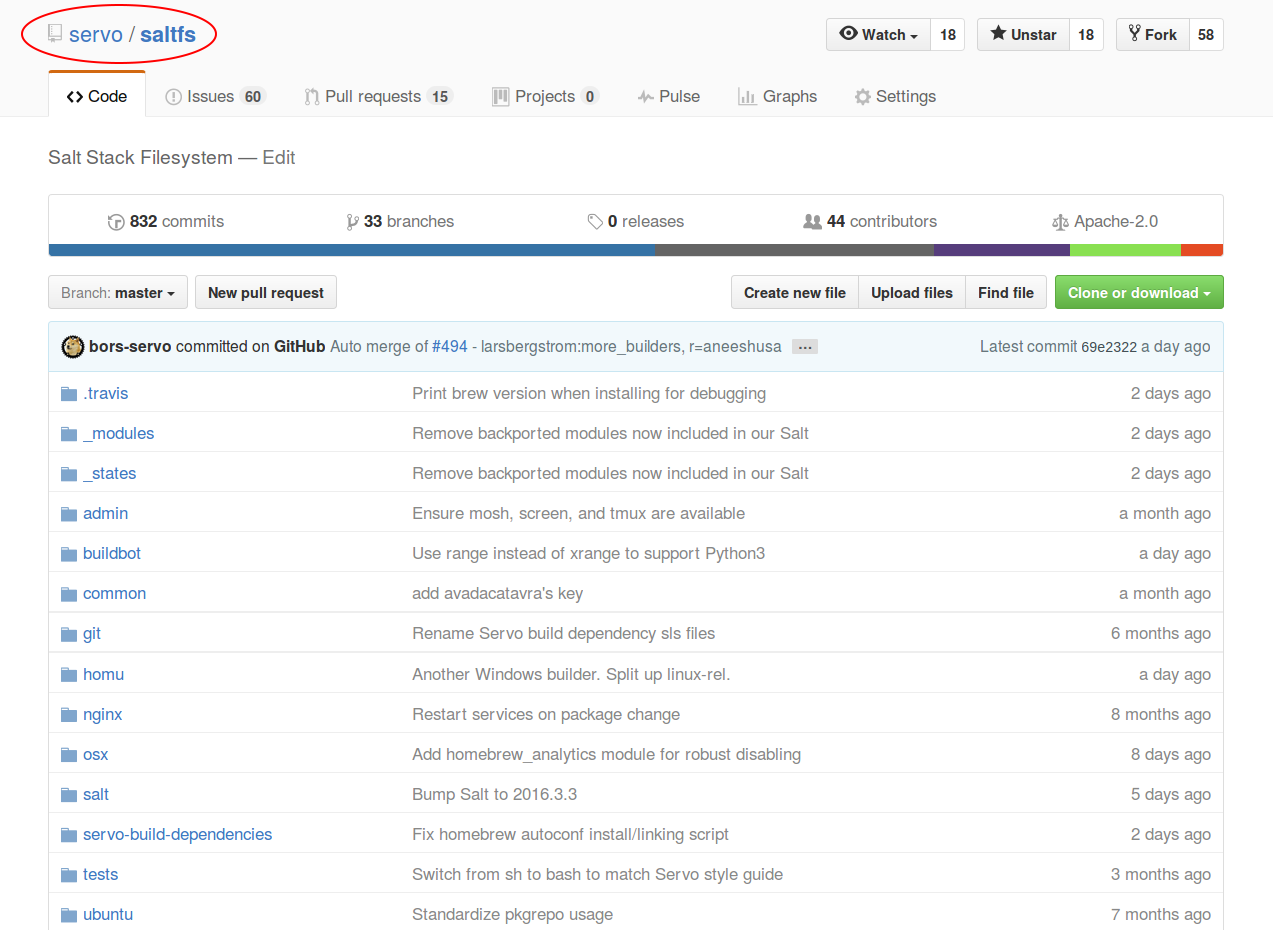 servo / saltfs Watch 18 Unstar 18 Fork 58
Code Issues 60 Pull requests 15 Projects 0 Pulse Graphs Settings
Salt Stack Filesystem — Edit
832 commits 33 branches 0 releases 44 contributors Apache-2.0
Branch: master New pull request Create new file Upload files Find file Clone or download
bors-servo committed on GitHub Auto merge of #494 - larsbergstrom:more_builders, r=aneeshusa … Latest commit 69e2322 a day ago
.travis Print brew version when installing for debugging 2 days ago
_modules Remove backported modules now included in our Salt 2 days ago
_states Remove backported modules now included in our Salt 2 days ago
admin Ensure mosh, screen, and tmux are available a month ago
buildbot Use range instead of xrange to support Python3 a day ago
common add avadacatavra's key a month ago
git Rename Servo build dependency sls files 6 months ago
homu Another Windows builder. Split up linux-rel. a day ago
nginx Restart services on package change 8 months ago
osx Add homebrew_analytics module for robust disabling 8 days ago
salt Bump Salt to 2016.3.3 5 days ago
servo-build-dependencies Fix homebrew autoconf install/linking script 2 days ago
tests Switch from sh to bash to match Servo style guide 3 months ago
ubuntu Standardize pkgrepo usage 7 months ago